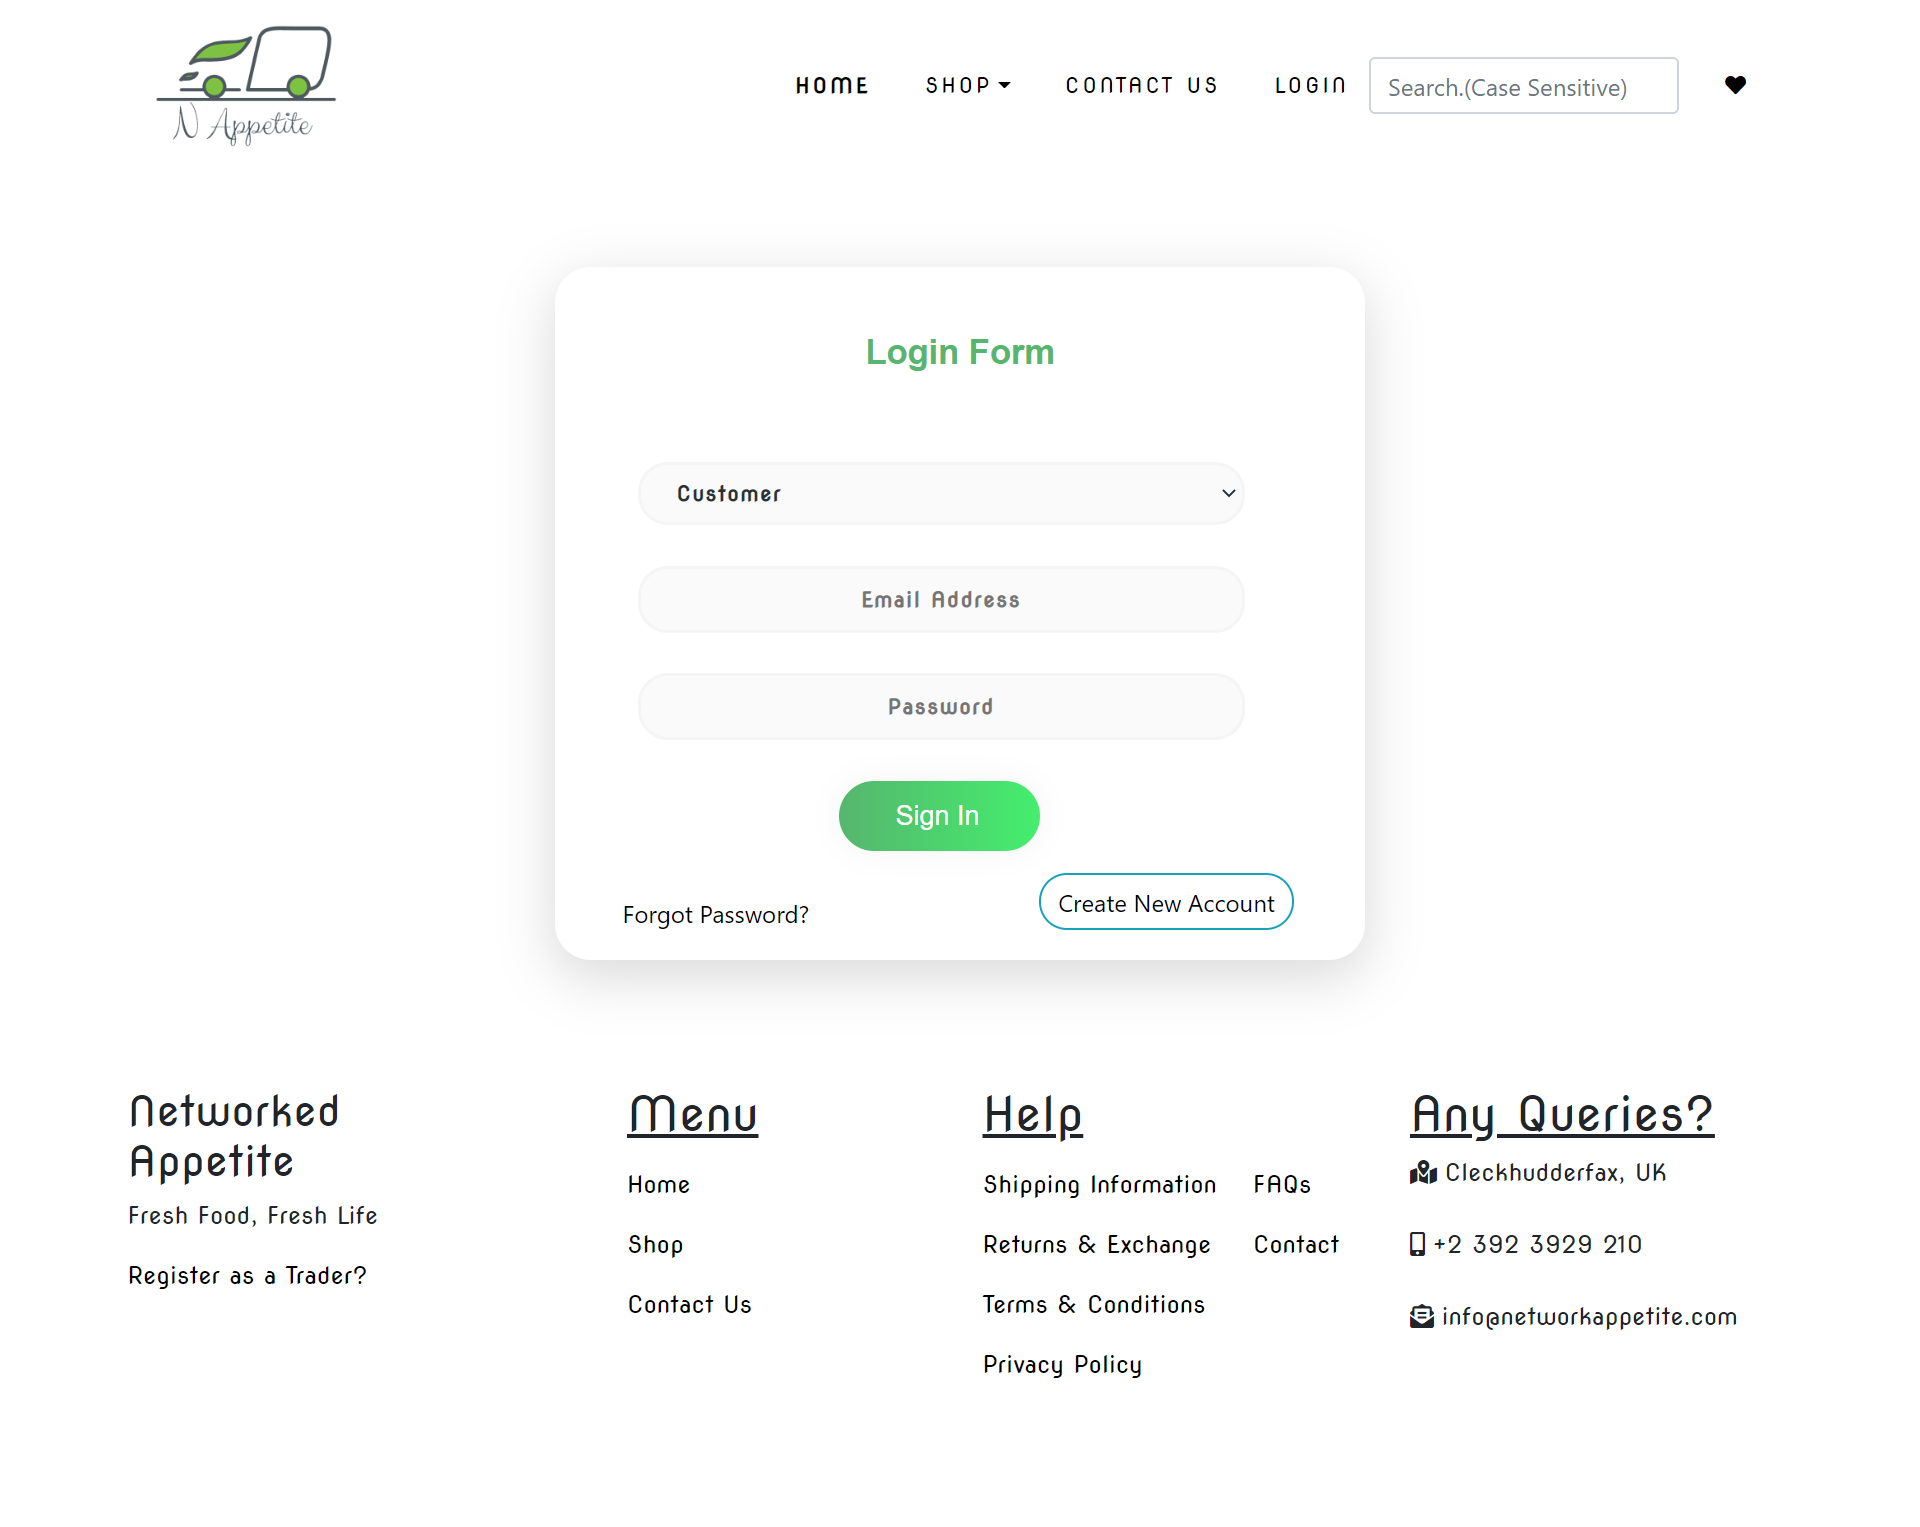 N Appetite
HOME SHOP CONTACT US LOGIN Search.(Case Sensitive)
Login Form
Customer
Email Address
Password
Sign In
Forgot Password?
Create New Account
Networked
Appetite
Fresh Food, Fresh Life
Register as a Trader?
Menu
Home
Shop
Contact Us
Help
Shipping Information
Returns & Exchange
Terms & Conditions
Privacy Policy
FAQs
Contact
Any Queries?
Cleckhudderfax, UK
+2 392 3929 210
info@networkappetite.com